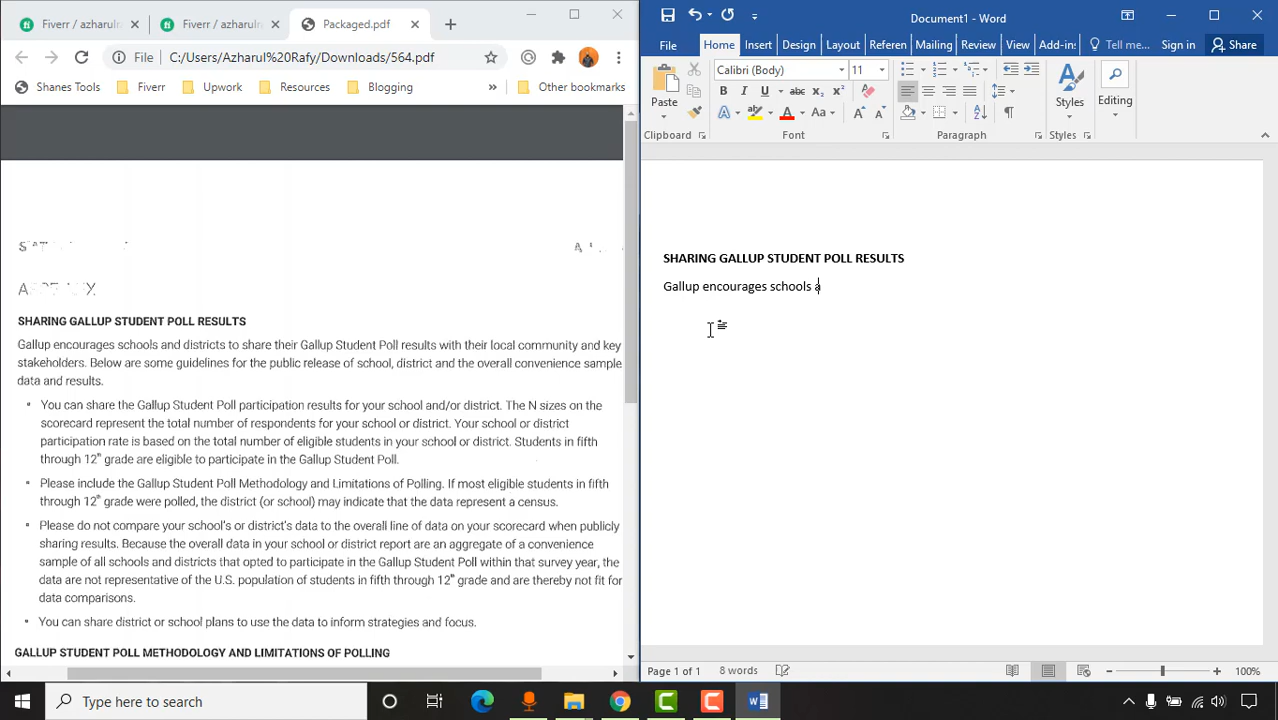 Fiverr / azharulra
Fiverr / azharulra
Packaged.pdf
File
C:/Users/Azharul%20Rafy/Downloads/564.pdf
Shanes Tools
Fiverr
Upwork
Resources
Blogging
»
Other bookmarks
SHARING GALLUP STUDENT POLL RESULTS
Gallup encourages schools and districts to share their Gallup Student Poll results with their local community and key
stakeholders. Below are some guidelines for the public release of school, district and the overall convenience sample
data and results.
• You can share the Gallup Student Poll participation results for your school and/or district. The N sizes on the
scorecard represent the total number of respondents for your school or district. Your school or district
participation rate is based on the total number of eligible students in your school or district. Students in fifth
through 12th grade are eligible to participate in the Gallup Student Poll.
• Please include the Gallup Student Poll Methodology and Limitations of Polling. If most eligible students in fifth
through 12th grade were polled, the district (or school) may indicate that the data represent a census.
• Please do not compare your school's or district's data to the overall line of data on your scorecard when publicly
sharing results. Because the overall data in your school or district report are an aggregate of a convenience
sample of all schools and districts that opted to participate in the Gallup Student Poll within that survey year, the
data are not representative of the U.S. population of students in fifth through 12th grade and are thereby not fit for
data comparisons.
• You can share district or school plans to use the data to inform strategies and focus.
GALLUP STUDENT POLL METHODOLOGY AND LIMITATIONS OF POLLING
Document1 - Word
File Home Insert Design Layout Referen Mailing Review View Add-in: Tell me... Sign in Share
Calibri (Body) 11
Paste
B I U abc x₂ x²
A A Aa A A
Styles
Editing
Clipboard Font Paragraph Styles
SHARING GALLUP STUDENT POLL RESULTS
Gallup encourages schools a
Page 1 of 1 8 words 100%
Type here to search